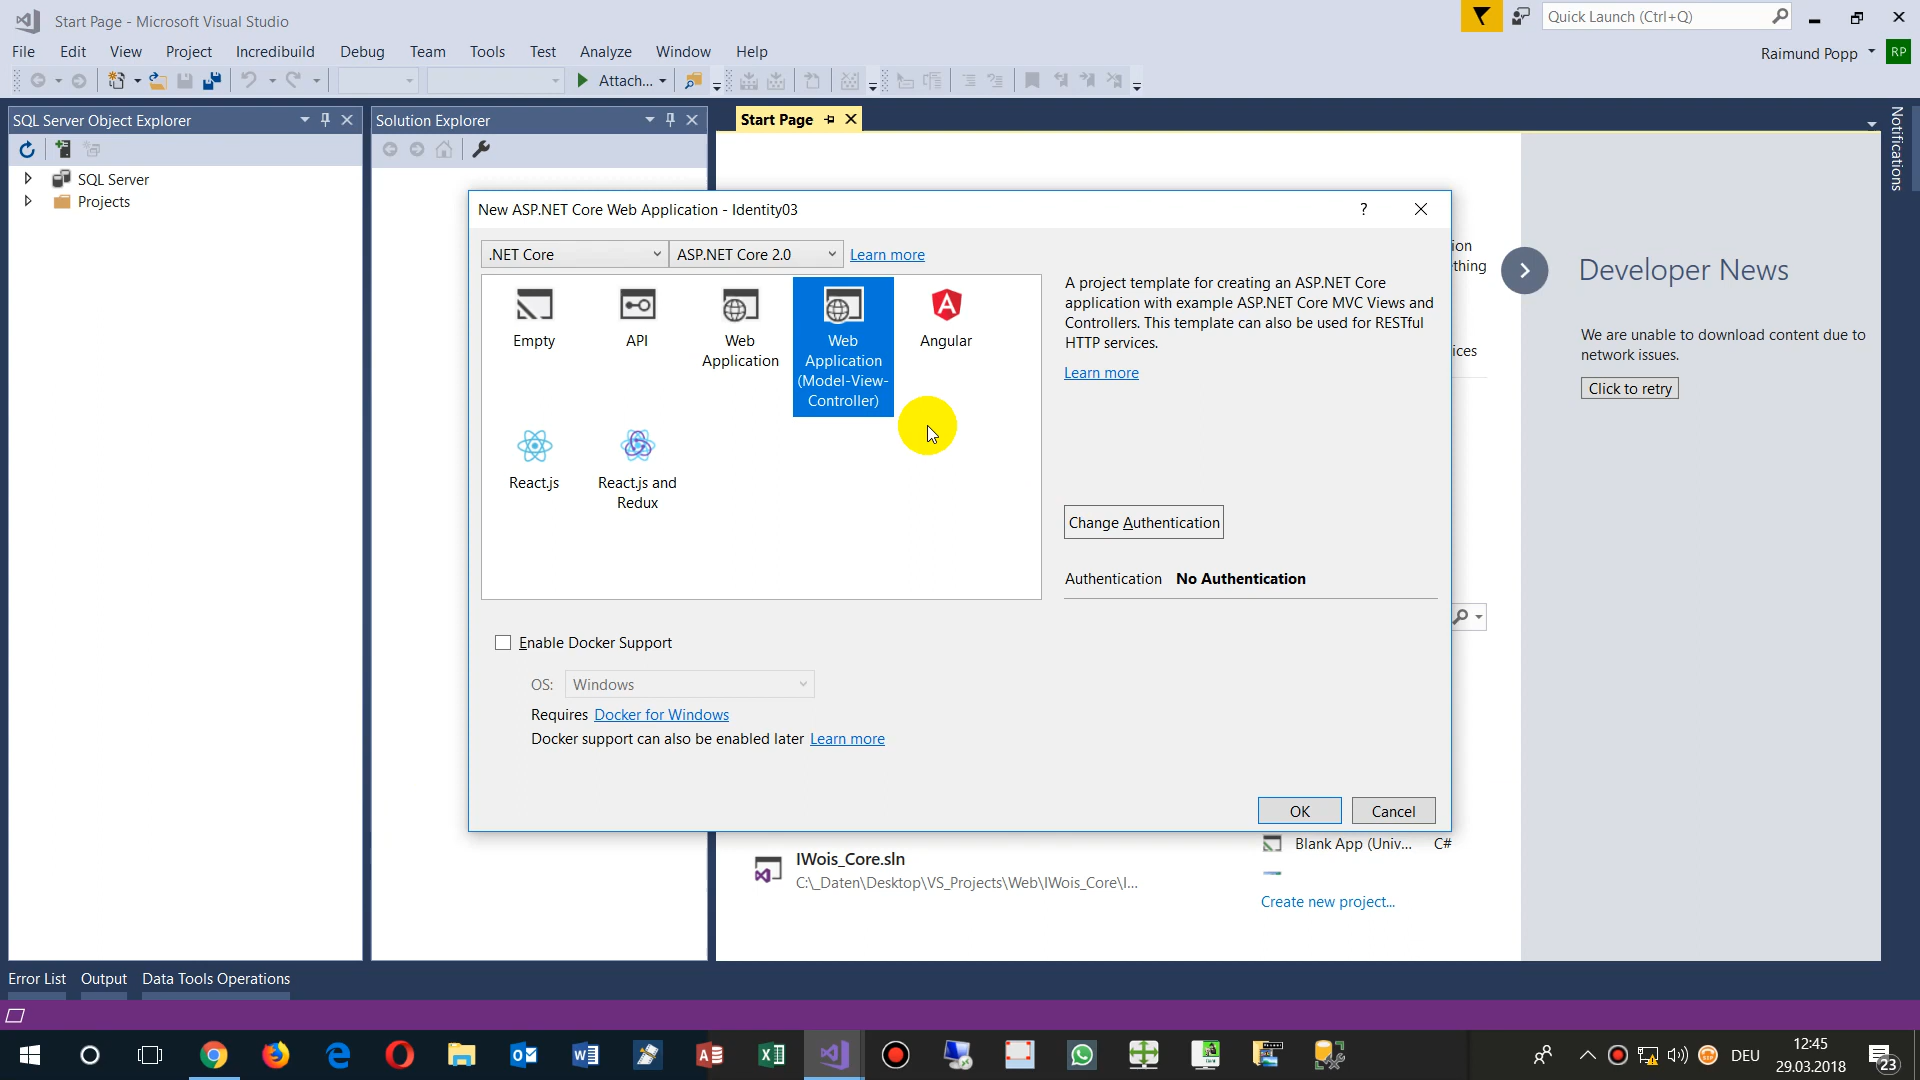 Start Page - Microsoft Visual Studio
Quick Launch (Ctrl+Q)
File Edit View Project Incredibuild Debug Team Tools Test Analyze Window Help
Raimund Popp RP
Attach...
SQL Server Object Explorer
Solution Explorer
Start Page
Notifications
SQL Server
Projects
New ASP.NET Core Web Application - Identity03
?
.NET Core
ASP.NET Core 2.0
Learn more
Empty
API
Web
Application
Web
Application
(Model-View-
Controller)
Angular
React.js
React.js and
Redux
A project template for creating an ASP.NET Core
application with example ASP.NET Core MVC Views and
Controllers. This template can also be used for RESTful
HTTP services.
Learn more
Change Authentication
Authentication No Authentication
Enable Docker Support
OS: Windows
Requires Docker for Windows
Docker support can also be enabled later Learn more
OK
Cancel
ion
thing
ices
Developer News
We are unable to download content due to
network issues.
Click to retry
IWois_Core.sln
C:\_Daten\Desktop\VS_Projects\Web\IWois_Core\I...
Blank App (Univ... C#
Create new project...
Error List Output Data Tools Operations
DEU
12:45
29.03.2018
23